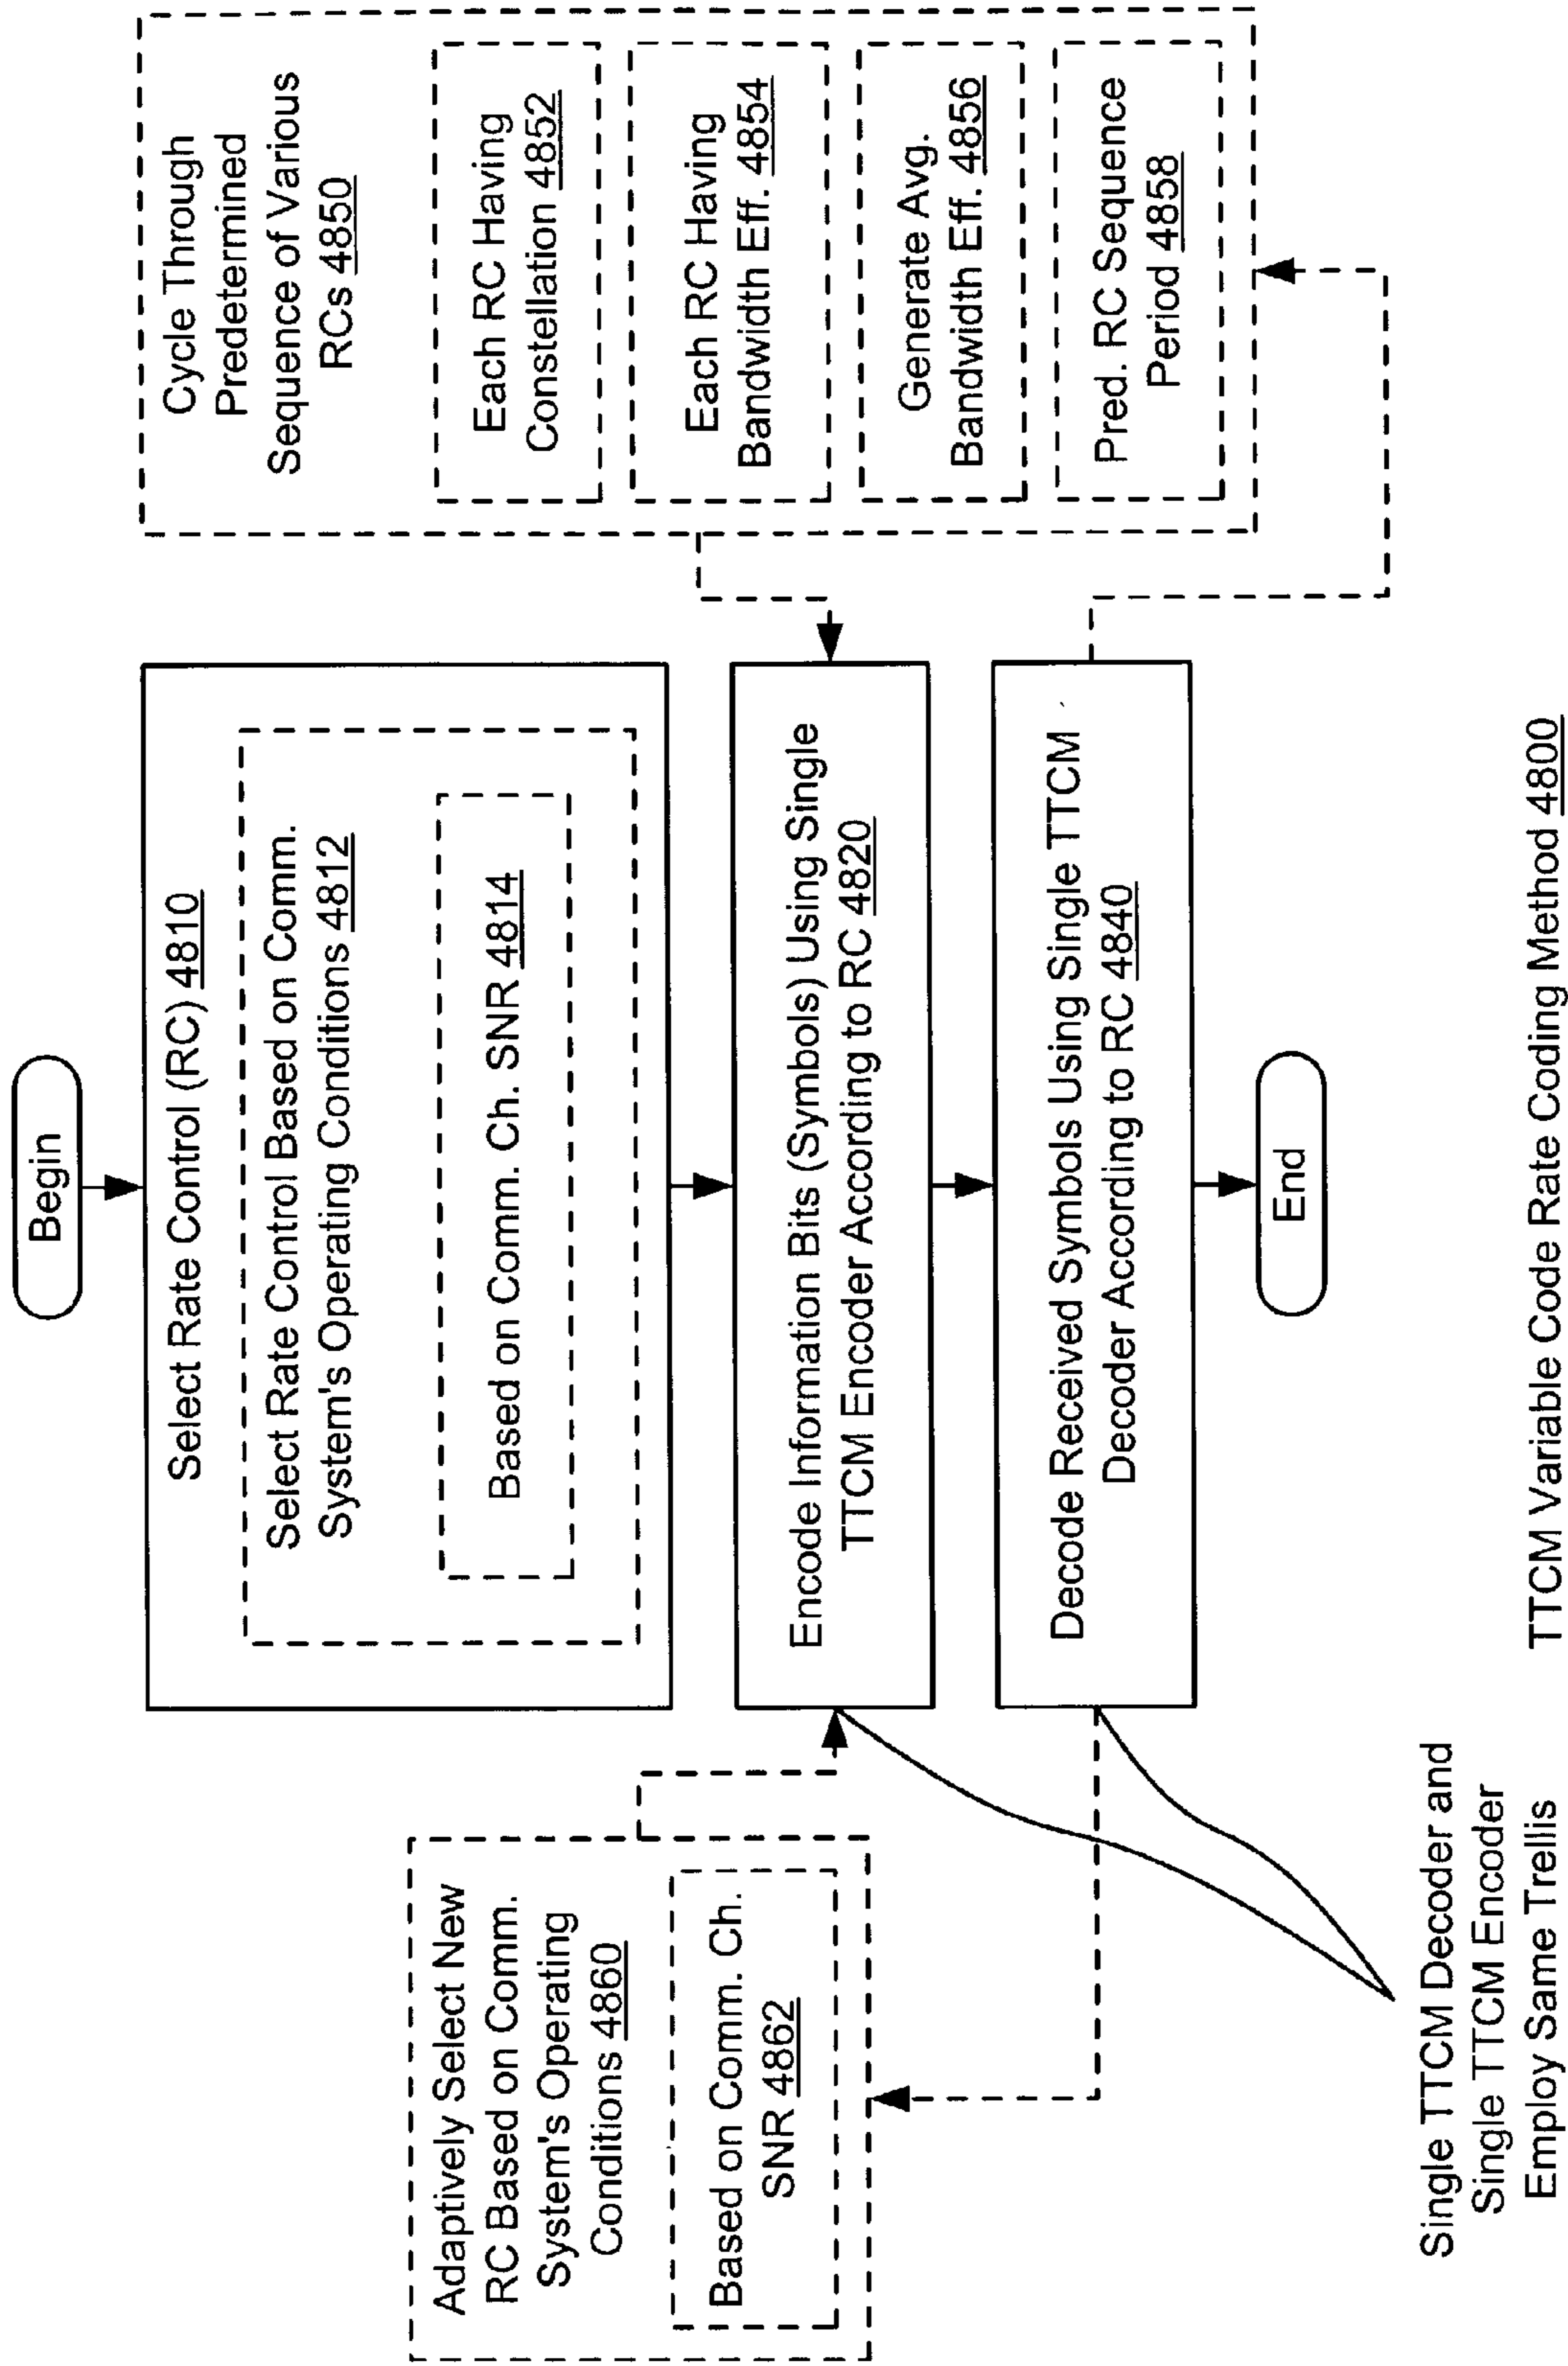 Begin
Select Rate Control (RC) 4810
Select Rate Control Based on Comm.
System's Operating Conditions 4812
Based on Comm. Ch. SNR 4814
Encode Information Bits (Symbols) Using Single
TTCM Encoder According to RC 4820
Decode Received Symbols Using Single TTCM
Decoder According to RC 4840
End
Adaptively Select New
RC Based on Comm.
System's Operating
Conditions 4860
Based on Comm. Ch.
SNR 4862
Cycle Through
Predetermined
Sequence of Various
RCs 4850
Each RC Having
Constellation 4852
Each RC Having
Bandwidth Eff. 4854
Generate Avg.
Bandwidth Eff. 4856
Pred. RC Sequence
Period 4858
Single TTCM Decoder and
Single TTCM Encoder
Employ Same Trellis
TTCM Variable Code Rate Coding Method 4800